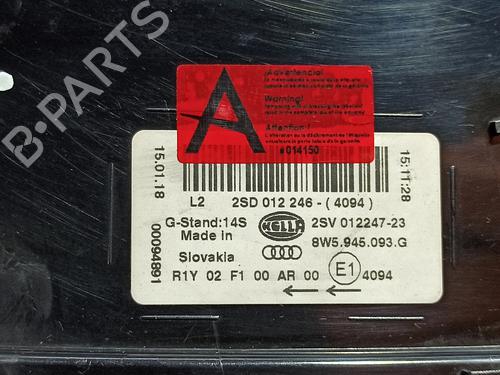 B-PARTS
A
¡Advertencia!
Warning!
Attention!
#014150
15.01.18
15:11:28
L2 2SD 012 246-(4094)
G-Stand:14S HELLA 2SV 012247-23
Made in 8W5.945.093.G
Slovakia
00094891
R1Y 02 F1 00 AR 00 E1 4094